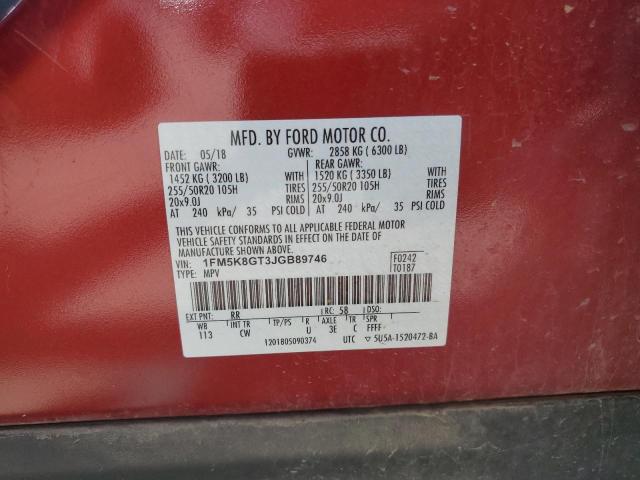 MFD. BY FORD MOTOR CO.
DATE: 05/18 GVWR: 2858 KG ( 6300 LB)
FRONT GAWR: REAR GAWR:
1452 KG ( 3200 LB) WITH 1520 KG ( 3350 LB) WITH
255/50R20 105H TIRES 255/50R20 105H TIRES
20x9.0J RIMS 20x9.0J RIMS
AT 240 kPa/ 35 PSI COLD AT 240 kPa/ 35 PSI COLD
THIS VEHICLE CONFORMS TO ALL APPLICABLE FEDERAL MOTOR
VEHICLE SAFETY STANDARDS IN EFFECT ON THE DATE OF
MANUFACTURE SHOWN ABOVE.
VIN: 1FM5K8GT3JGB89746 F0242
TYPE: MPV T0187
EXT PNT: RR RC: 58 DSO:
WB INT TR TP/PS R AXLE TR SPR
113 CW U 3E C FFFF
1201805090374 UTC ▽ 5U5A-1520472-BA